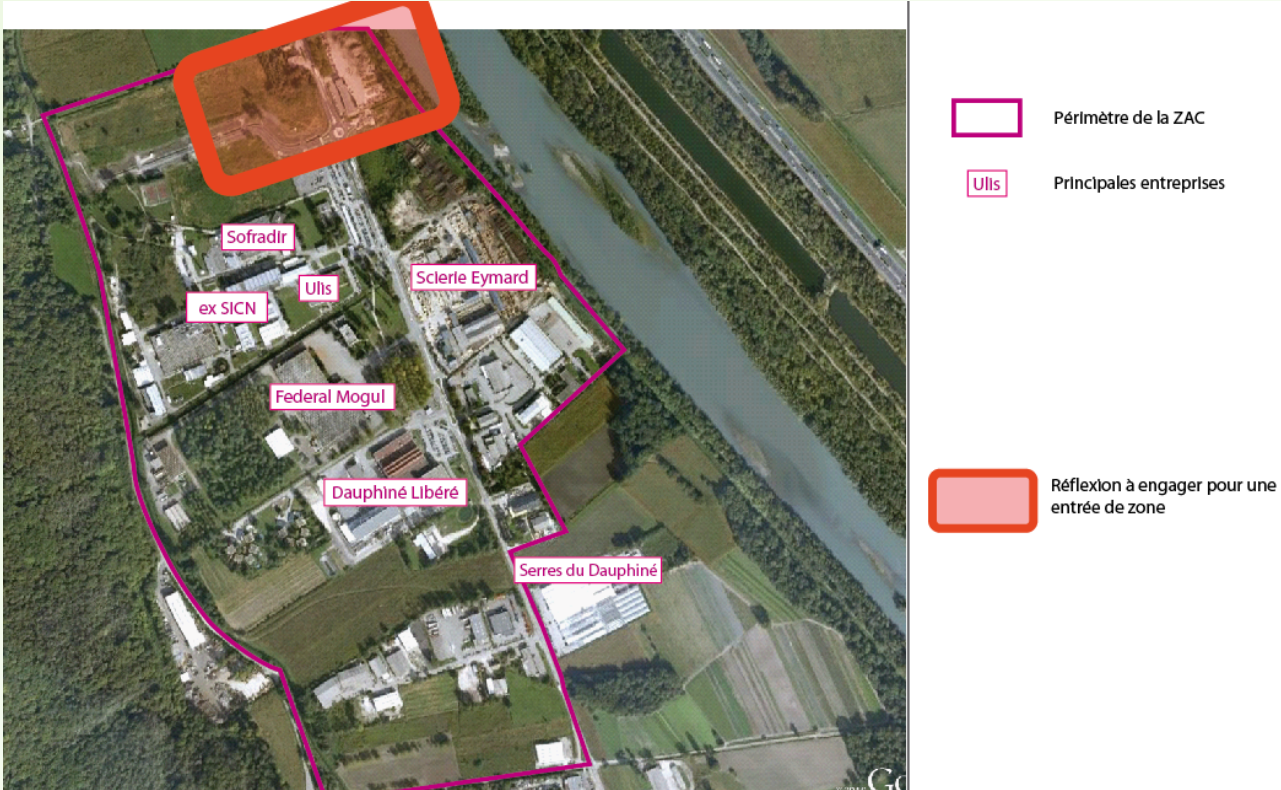 Périmètre de la ZAC
Ulis
Principales entreprises
Sofradir
Scierie Eymard
Ulis
ex SICN
Federal Mogul
Dauphiné Libéré
Réflexion à engager pour une
entrée de zone
Serres du Dauphiné